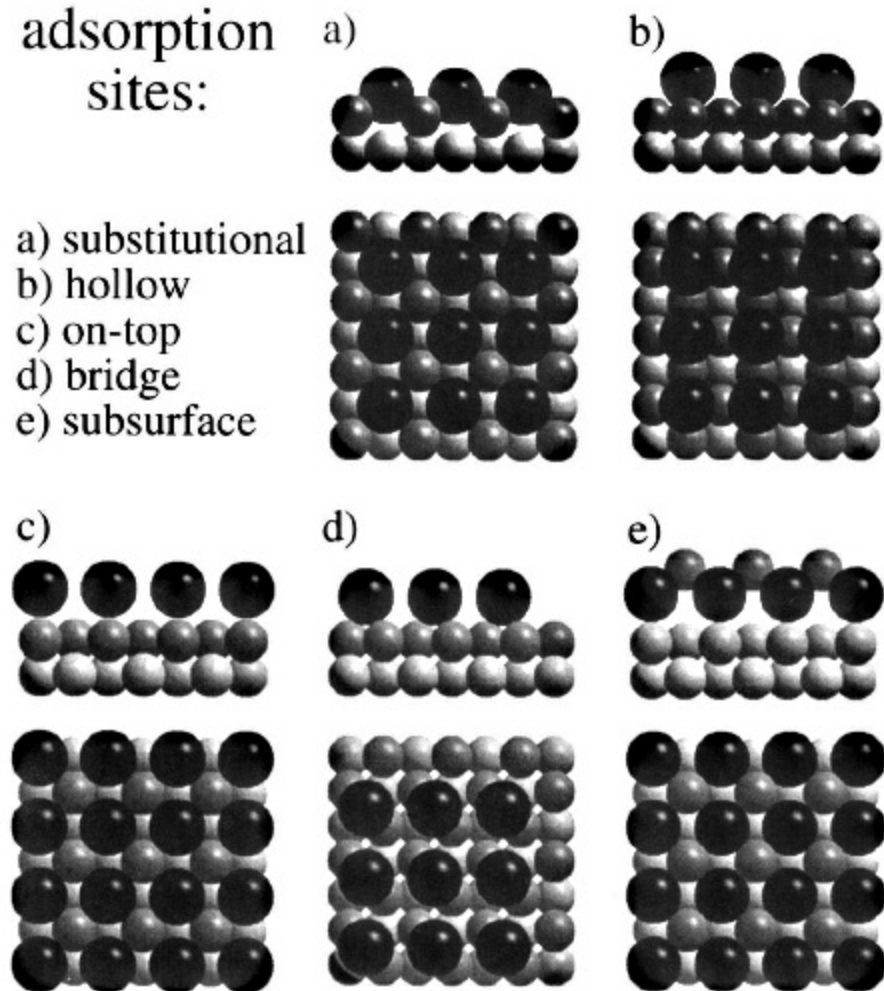 adsorption
sites:
a) substitutional
b) hollow
c) on-top
d) bridge
e) subsurface
a)
b)
c)
d)
e)